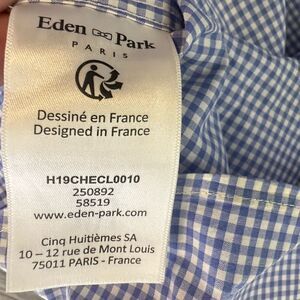 Eden Park
PARIS
Dessiné en France
Designed in France
H19CHECL0010
250892
58519
www.eden-park.com
Cinq Huitièmes SA
10 – 12 rue de Mont Louis
75011 PARIS - France